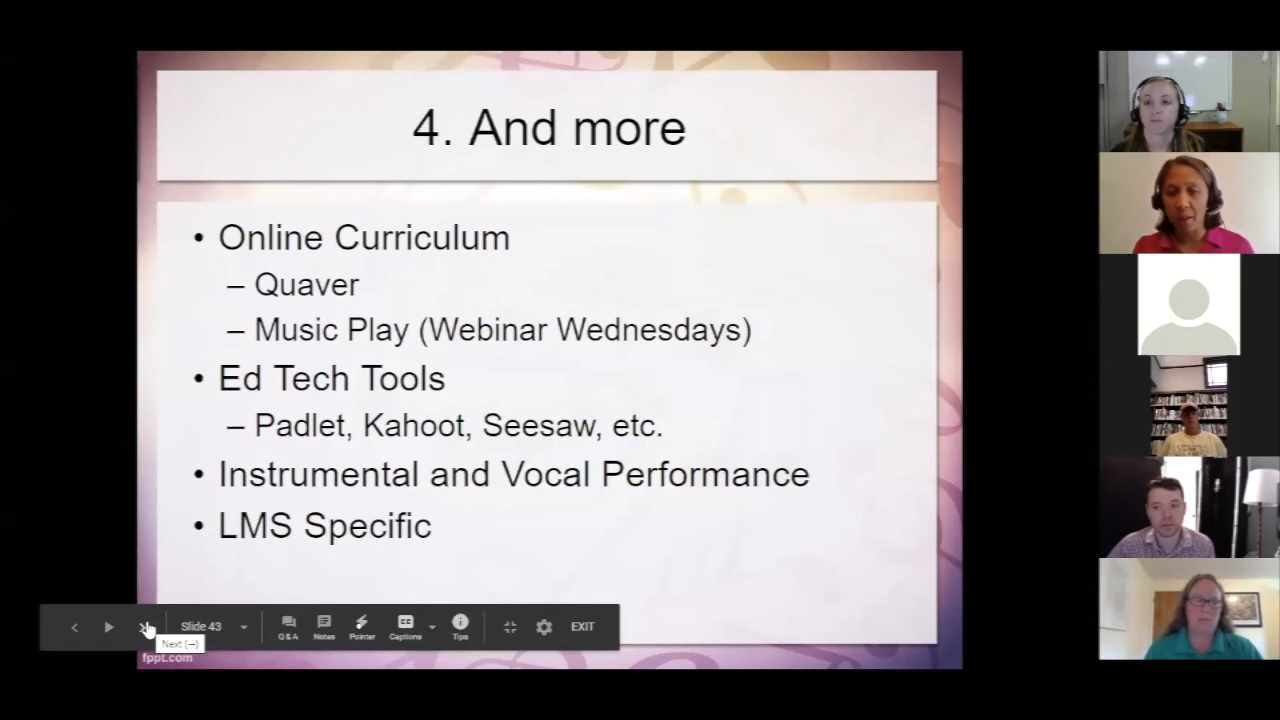 4. And more
• Online Curriculum
– Quaver
– Music Play (Webinar Wednesdays)
• Ed Tech Tools
– Padlet, Kahoot, Seesaw, etc.
• Instrumental and Vocal Performance
• LMS Specific
Slide 43
Q & A
Notes
Pointer
CC
Captions
Tips
EXIT
Next (→)
fppt.com